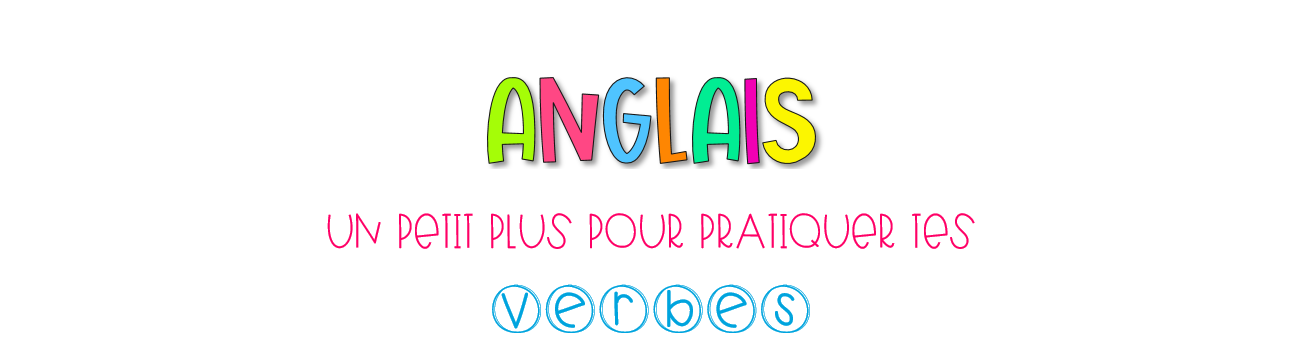 ANGLAIS
UN PETIT PLUS POUR PRATIQUER TES
verbes